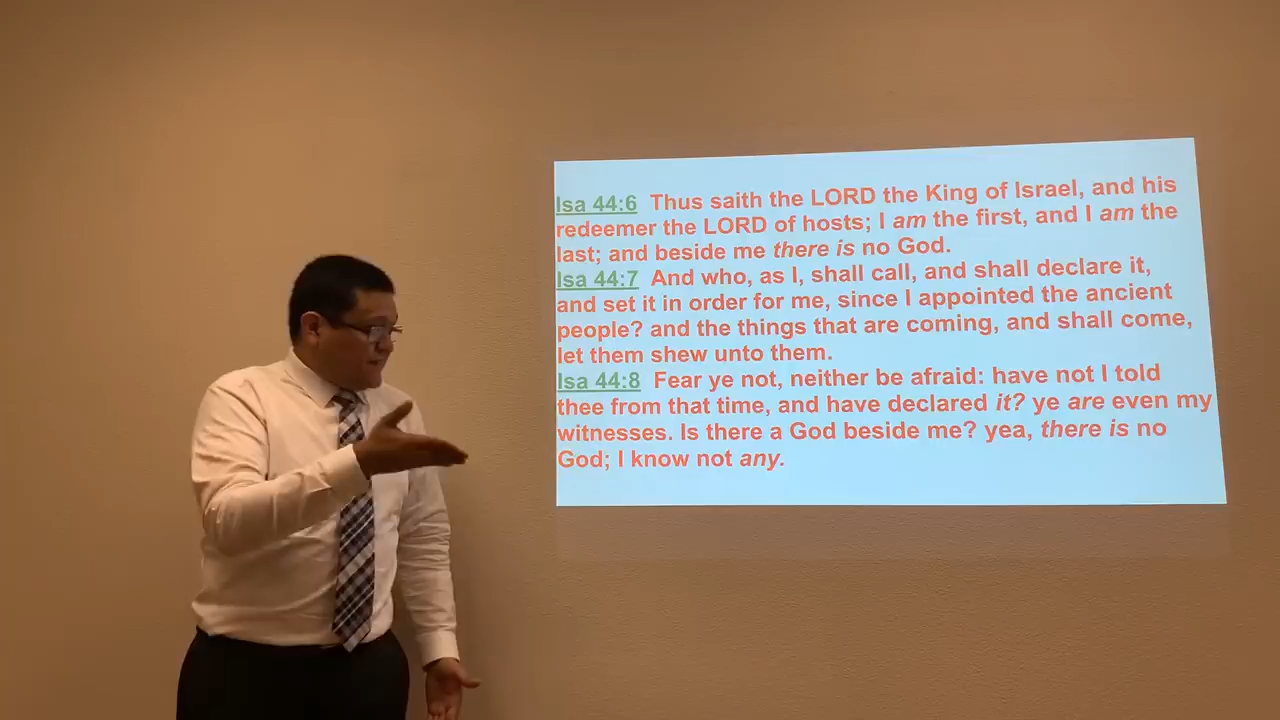 Isa 44:6 Thus saith the LORD the King of Israel, and his
redeemer the LORD of hosts; I am the first, and I am the
last; and beside me there is no God.
Isa 44:7 And who, as I, shall call, and shall declare it,
and set it in order for me, since I appointed the ancient
people? and the things that are coming, and shall come,
let them shew unto them.
Isa 44:8 Fear ye not, neither be afraid: have not I told
thee from that time, and have declared it? ye are even my
witnesses. Is there a God beside me? yea, there is no
God; I know not any.